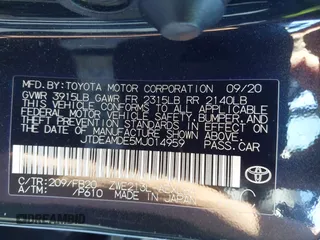 MFD.BY:TOYOTA MOTOR CORPORATION 09/20
GVWR 3915LB GAWR FR 2315LB RR 2140LB
THIS VEHICLE CONFORMS TO ALL APPLICABLE
FEDERAL MOTOR VEHICLE SAFETY, BUMPER, AND
THEFT PREVENTION STANDARDS IN EFFECT ON
THE DATE OF MANUFACTURE SHOWN ABOVE.
JTDEAMDE5MJ014959 PASS.CAR
C/TR: 209/FB20
A/TM: /P610 MADE IN JAPAN
TOYOTA